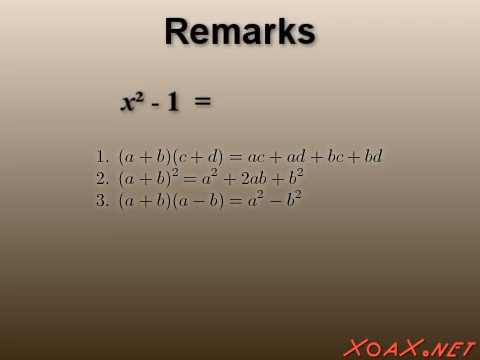 Remarks
x² - 1 =
1. (a + b)(c + d) = ac + ad + bc + bd
2. (a + b)² = a² + 2ab + b²
3. (a + b)(a − b) = a² − b²
XOAX.NET